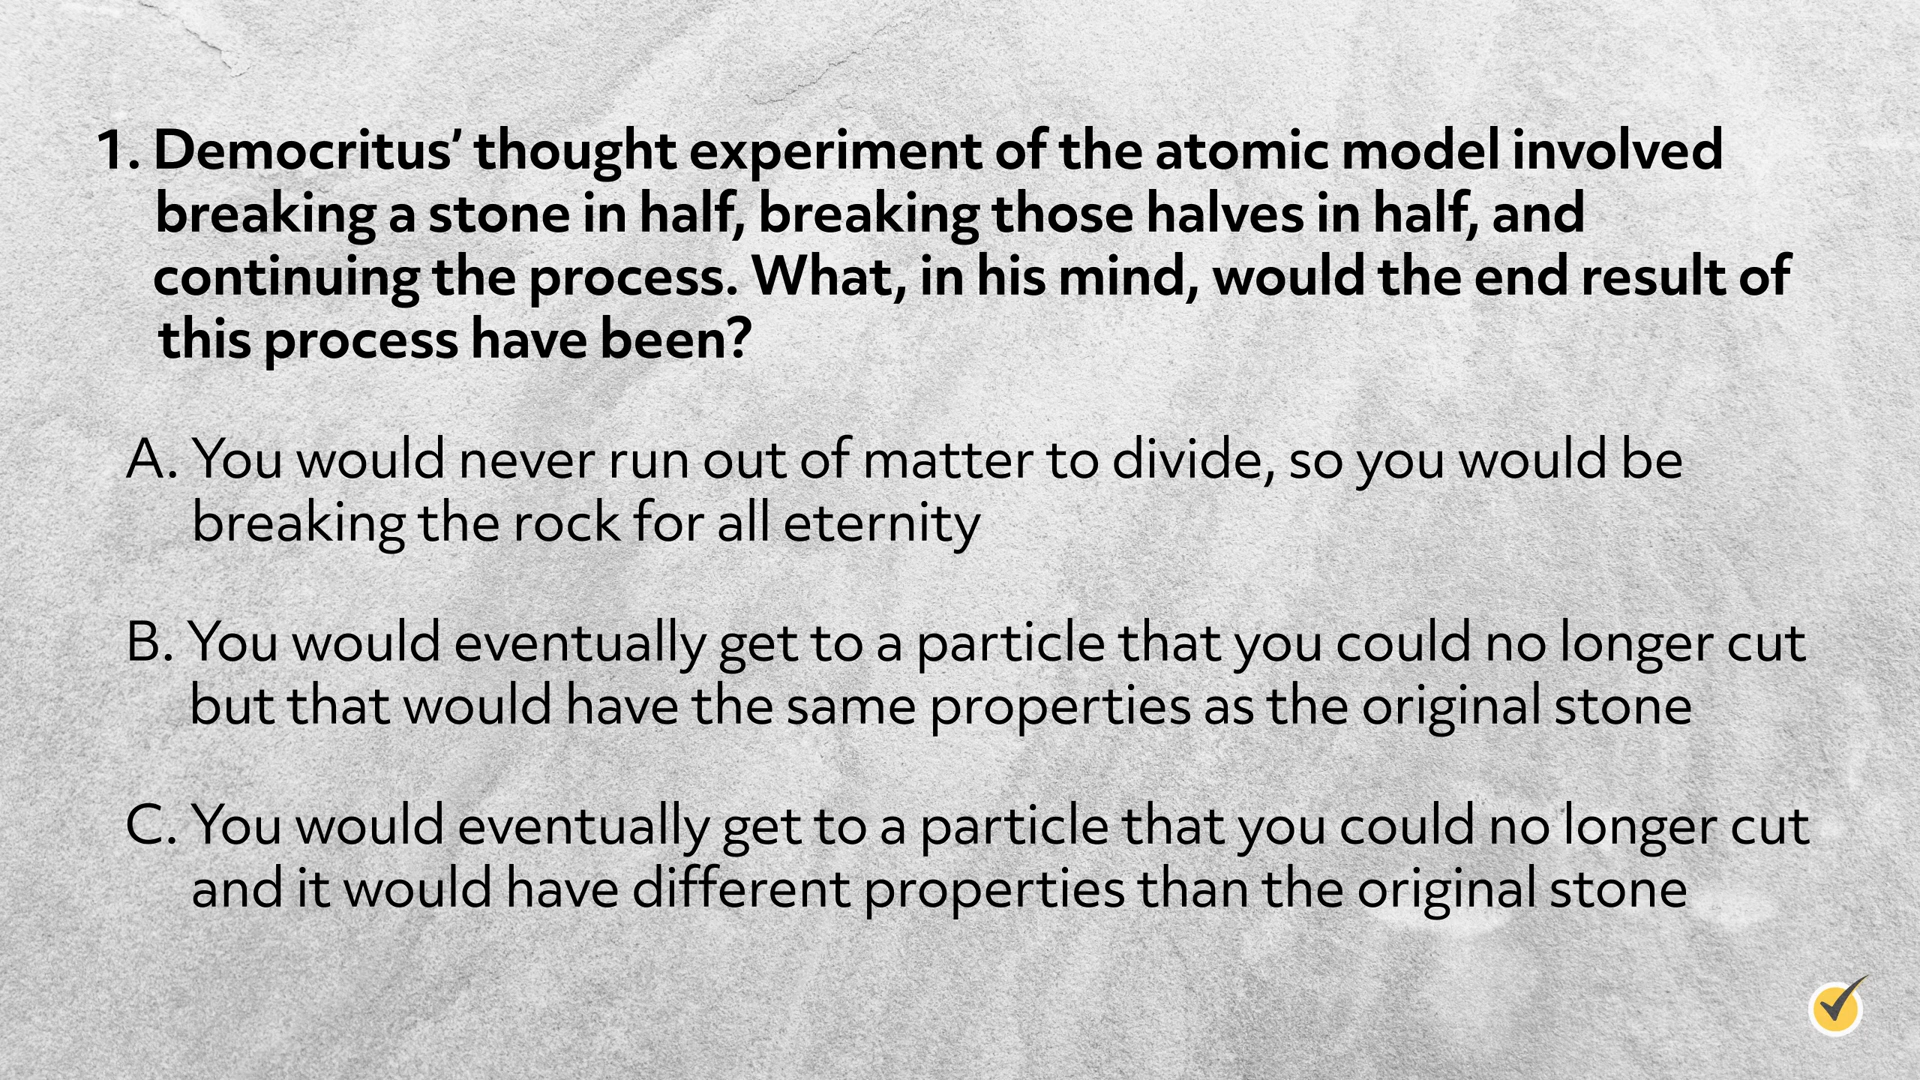 1. Democritus’ thought experiment of the atomic model involved
breaking a stone in half, breaking those halves in half, and
continuing the process. What, in his mind, would the end result of
this process have been?
A. You would never run out of matter to divide, so you would be
breaking the rock for all eternity
B. You would eventually get to a particle that you could no longer cut
but that would have the same properties as the original stone
C. You would eventually get to a particle that you could no longer cut
and it would have different properties than the original stone